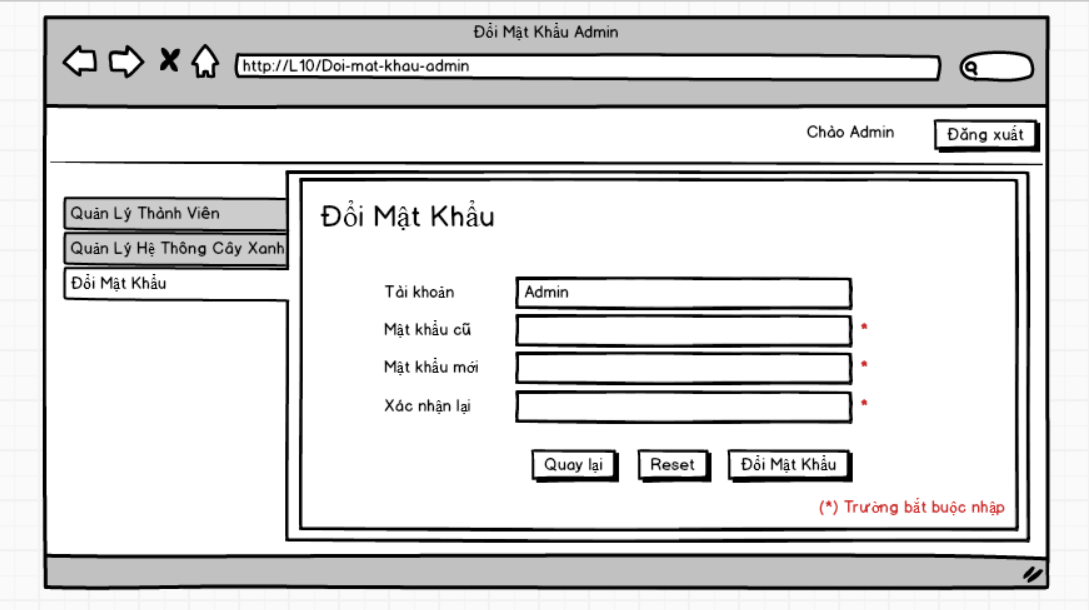 Đổi Mật Khẩu Admin
http://L10/Doi-mat-khau-admin
Chào Admin
Đăng xuất
Quản Lý Thành Viên
Quản Lý Hệ Thông Cây Xanh
Đổi Mật Khẩu
Đổi Mật Khẩu
Tài khoản
Admin
Mật khẩu cũ
*
Mật khẩu mới
*
Xác nhận lại
*
Quay lại
Reset
Đổi Mật Khẩu
(*) Trường bắt buộc nhập